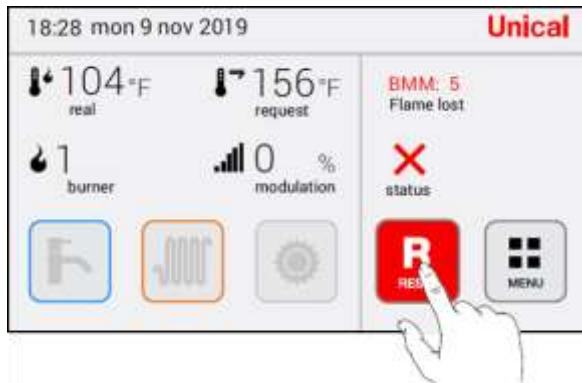 18:28 mon 9 nov 2019
Unical
104 °F
real
156 °F
request
BMM: 5
Flame lost
1
burner
0 %
modulation
status
R
MENU